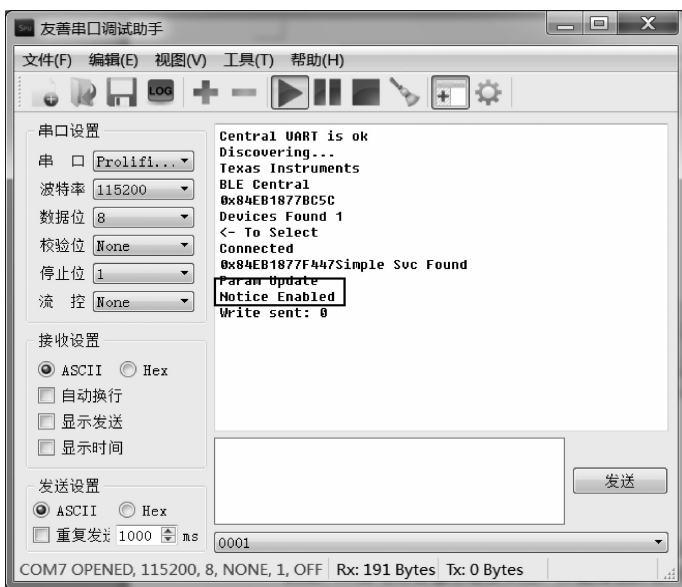 友善串口调试助手
文件(F) 编辑(E) 视图(V) 工具(T) 帮助(H)
LOG
串口设置
串 口 Prolifi...
波特率 115200
数据位 8
校验位 None
停止位 1
流 控 None
接收设置
ASCII Hex
自动换行
显示发送
显示时间
发送设置
ASCII Hex
重复发送 1000 ms
Central UART is ok
Discovering...
Texas Instruments
BLE Central
0x84EB1877BC5C
Devices Found 1
<- To Select
Connected
0x84EB1877F447Simple Svc Found
Param Update
Notice Enabled
Write sent: 0
发送
0001
COM7 OPENED, 115200, 8, NONE, 1, OFF Rx: 191 Bytes Tx: 0 Bytes